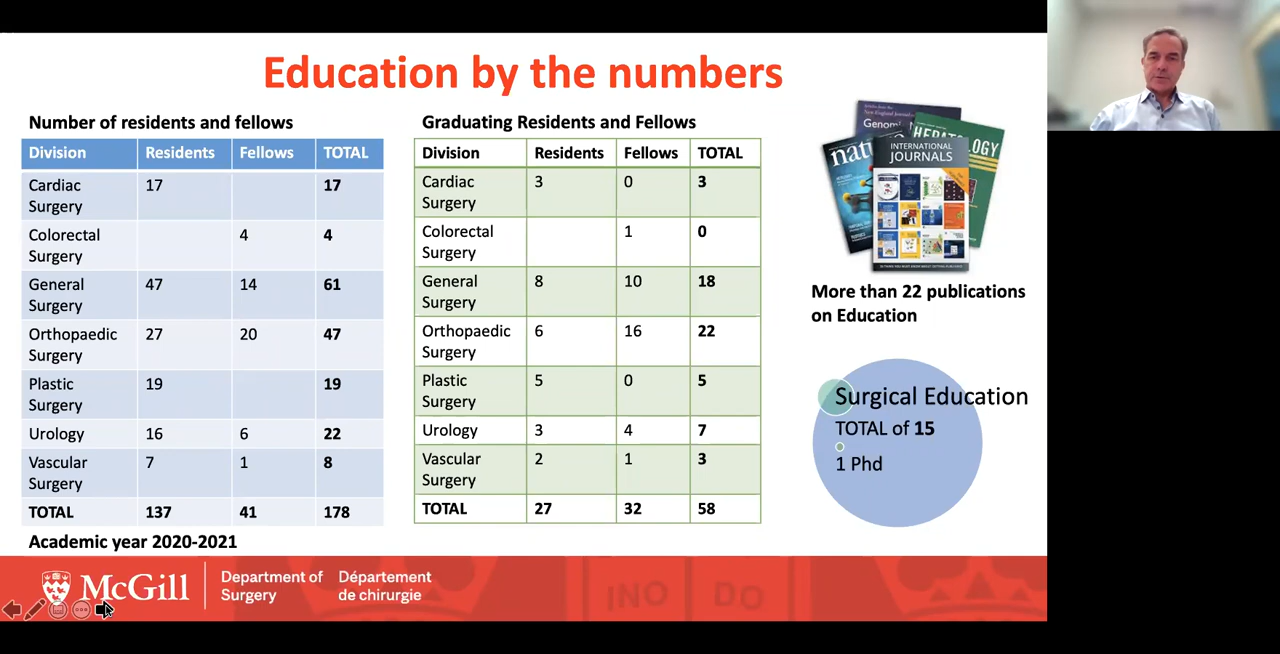 Education by the numbers
Number of residents and fellows
Division Residents Fellows TOTAL
Cardiac
Surgery
17 17
Colorectal
Surgery
4 4
General
Surgery
47 14 61
Orthopaedic
Surgery
27 20 47
Plastic
Surgery
19 19
Urology 16 6 22
Vascular
Surgery
7 1 8
TOTAL 137 41 178
Academic year 2020-2021
Graduating Residents and Fellows
Division Residents Fellows TOTAL
Cardiac
Surgery
3 0 3
Colorectal
Surgery
1 0
General
Surgery
8 10 18
Orthopaedic
Surgery
6 16 22
Plastic
Surgery
5 0 5
Urology 3 4 7
Vascular
Surgery
2 1 3
TOTAL 27 32 58
INTERNATIONAL
JOURNALS
More than 22 publications
on Education
Surgical Education
TOTAL of 15
1 Phd
McGill
Department of
Surgery
Département
de chirurgie
IN DO